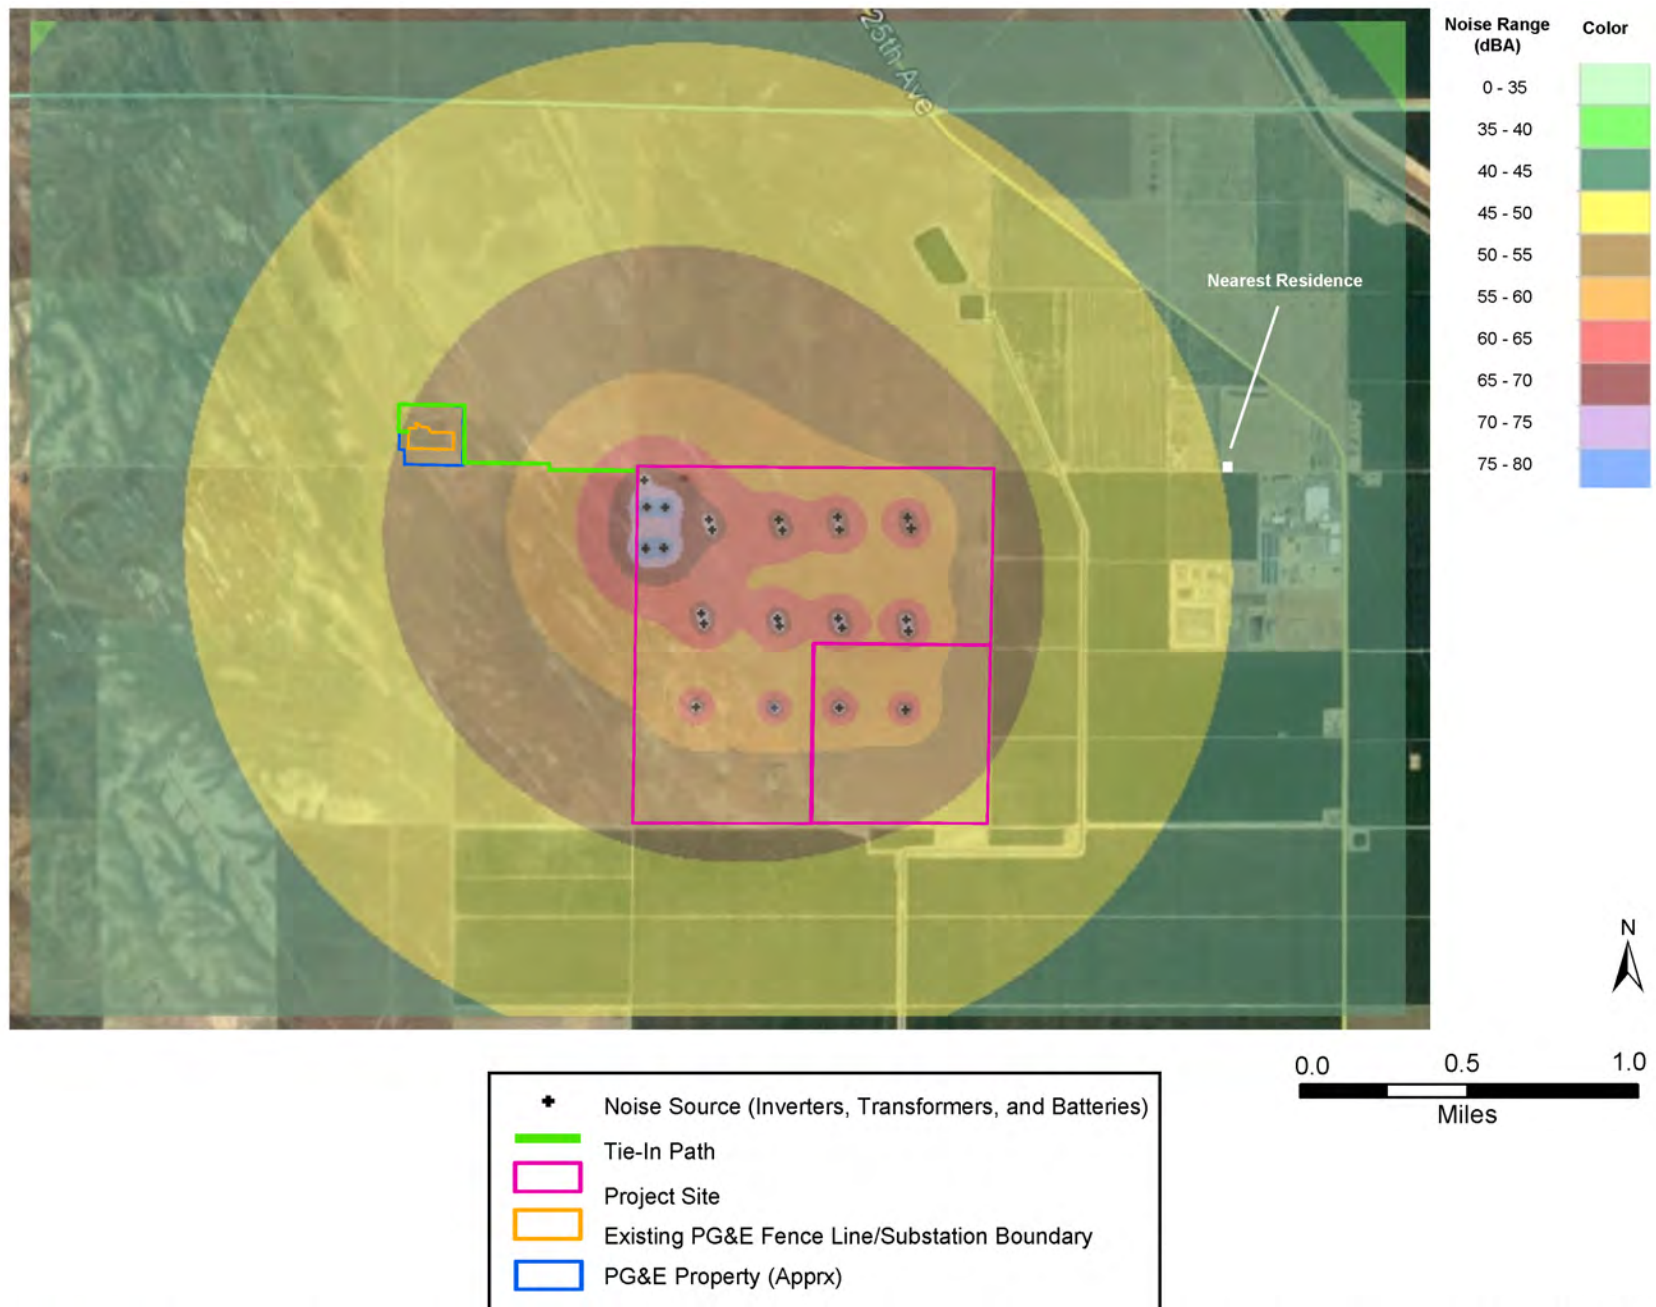 25th Ave
Nearest Residence
Noise Range
(dBA)
Color
0 - 35
35 - 40
40 - 45
45 - 50
50 - 55
55 - 60
60 - 65
65 - 70
70 - 75
75 - 80
N
0.0 0.5 1.0
Miles
Noise Source (Inverters, Transformers, and Batteries)
Tie-In Path
Project Site
Existing PG&E Fence Line/Substation Boundary
PG&E Property (Apprx)